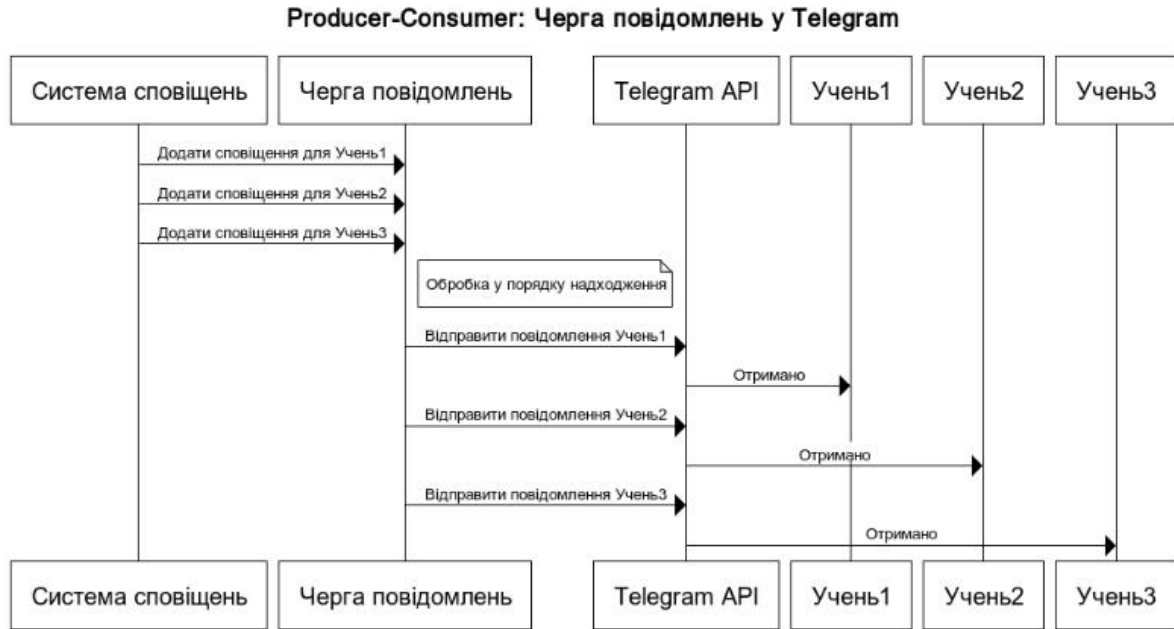 Producer-Consumer: Черга повідомлень у Telegram
Система сповіщень
Черга повідомлень
Telegram API
Учень1
Учень2
Учень3
Додати сповіщення для Учень1
Додати сповіщення для Учень2
Додати сповіщення для Учень3
Обробка у порядку надходження
Відправити повідомлення Учень1
Отримано
Відправити повідомлення Учень2
Отримано
Відправити повідомлення Учень3
Отримано
Система сповіщень
Черга повідомлень
Telegram API
Учень1
Учень2
Учень3